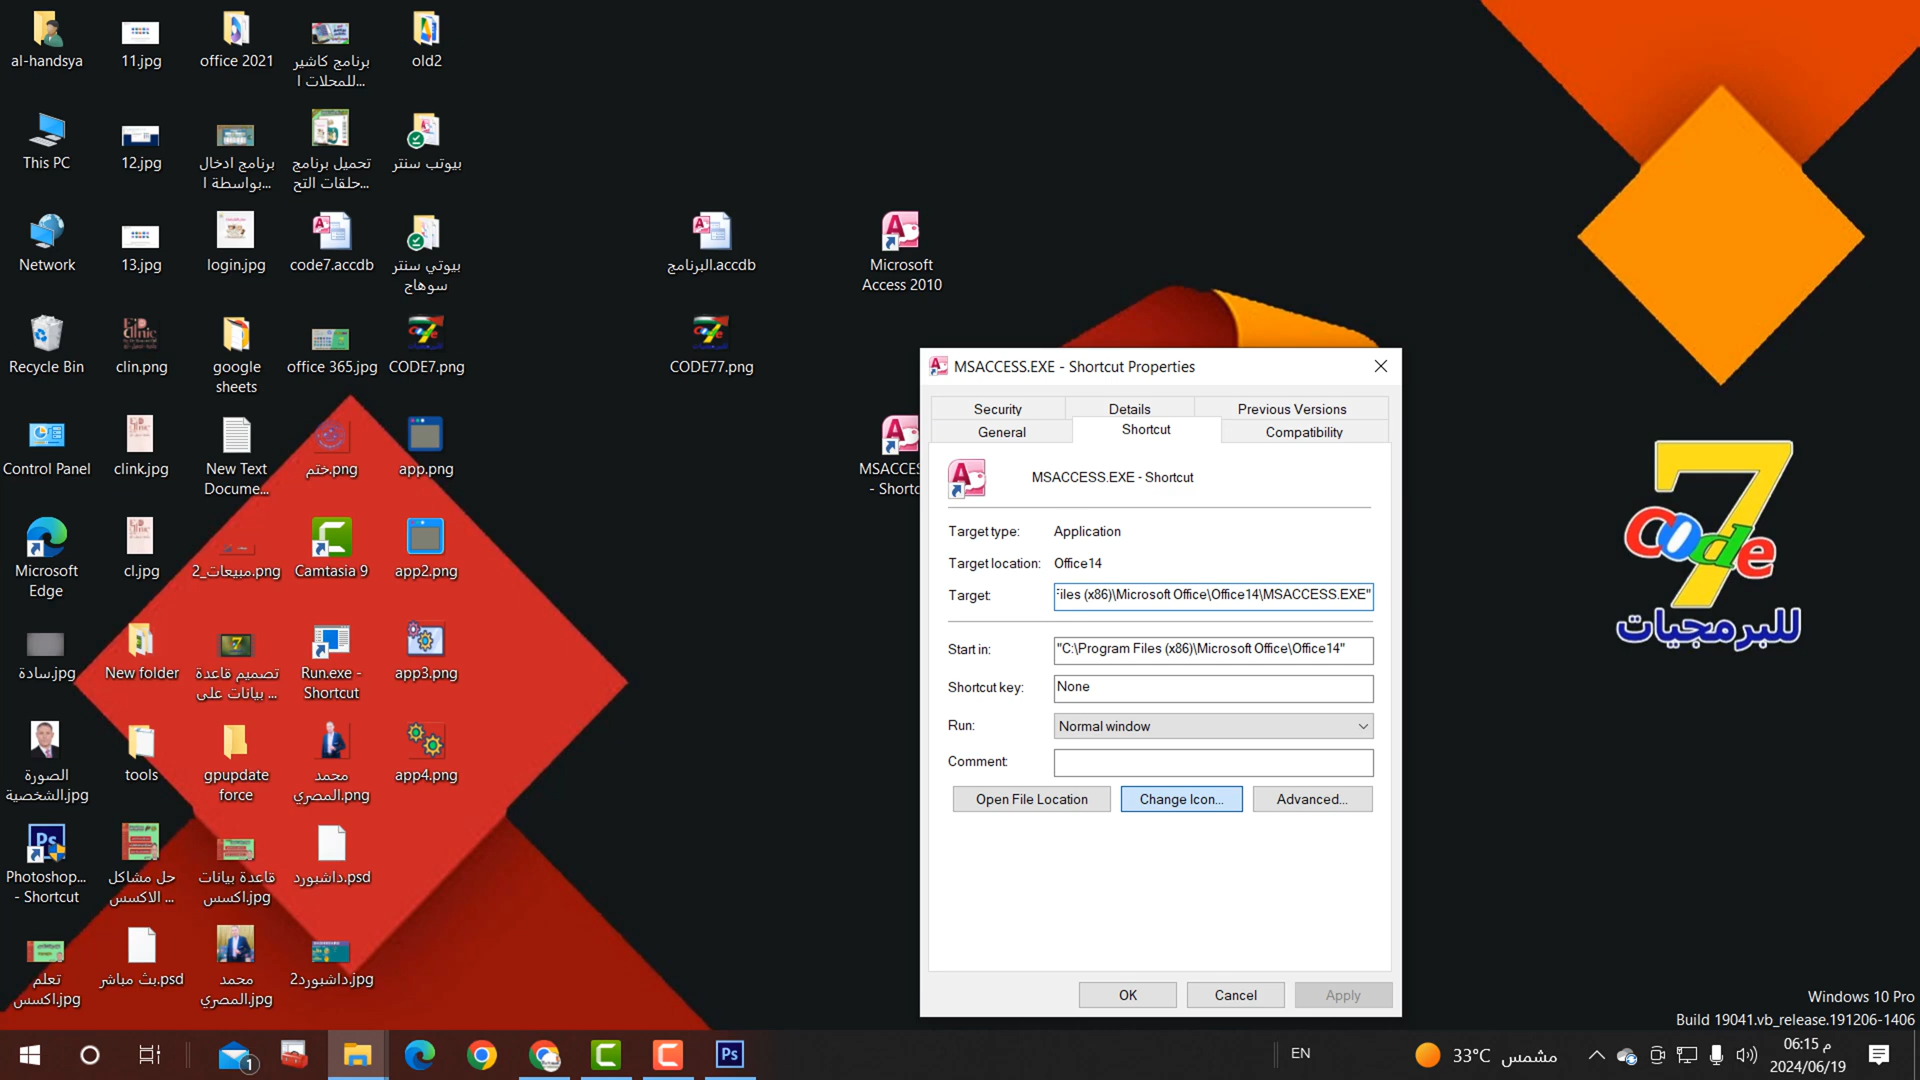 al-handsya
11.jpg
office 2021
برنامج كاشير
للمحلات ا...
old2
This PC
12.jpg
برنامج ادخال
بواسطة ا...
تحميل برنامج
حلقات التح...
بيوتب سنتر
Network
13.jpg
login.jpg
code7.accdb
بيوتي سنتر
سوهاج
البرنامج.accdb
Microsoft
Access 2010
Recycle Bin
clin.png
google
sheets
office 365.jpg
CODE7.png
CODE77.png
Control Panel
clink.jpg
New Text
Docume...
ختم.png
app.png
MSACCES
- Shortc
Microsoft
Edge
cl.jpg
مبيعات_2.png
Camtasia 9
app2.png
سادة.jpg
New folder
تصميم قاعدة
بيانات على ...
Run.exe -
Shortcut
app3.png
الصورة
الشخصية.jpg
tools
gpupdate
force
محمد
المصري.png
app4.png
Photoshop...
- Shortcut
حل مشاكل
الاكسس ...
قاعدة بيانات
اكسس.jpg
داشبورد.psd
تعلم
اكسس.jpg
بث مباشر.psd
محمد
المصري.jpg
داشبورد2.jpg
MSACCESS.EXE - Shortcut Properties
Security
Details
Previous Versions
General
Shortcut
Compatibility
MSACCESS.EXE - Shortcut
Target type:
Application
Target location:
Office14
Target:
Files (x86)\Microsoft Office\Office14\MSACCESS.EXE"
Start in:
"C:\Program Files (x86)\Microsoft Office\Office14"
Shortcut key:
None
Run:
Normal window
Comment:
Open File Location
Change Icon...
Advanced...
OK
Cancel
Apply
7
Code
للبرمجيات
Windows 10 Pro
Build 19041.vb_release.191206-1406
1
Ps
EN
33°C مشمس
06:15 م
2024/06/19